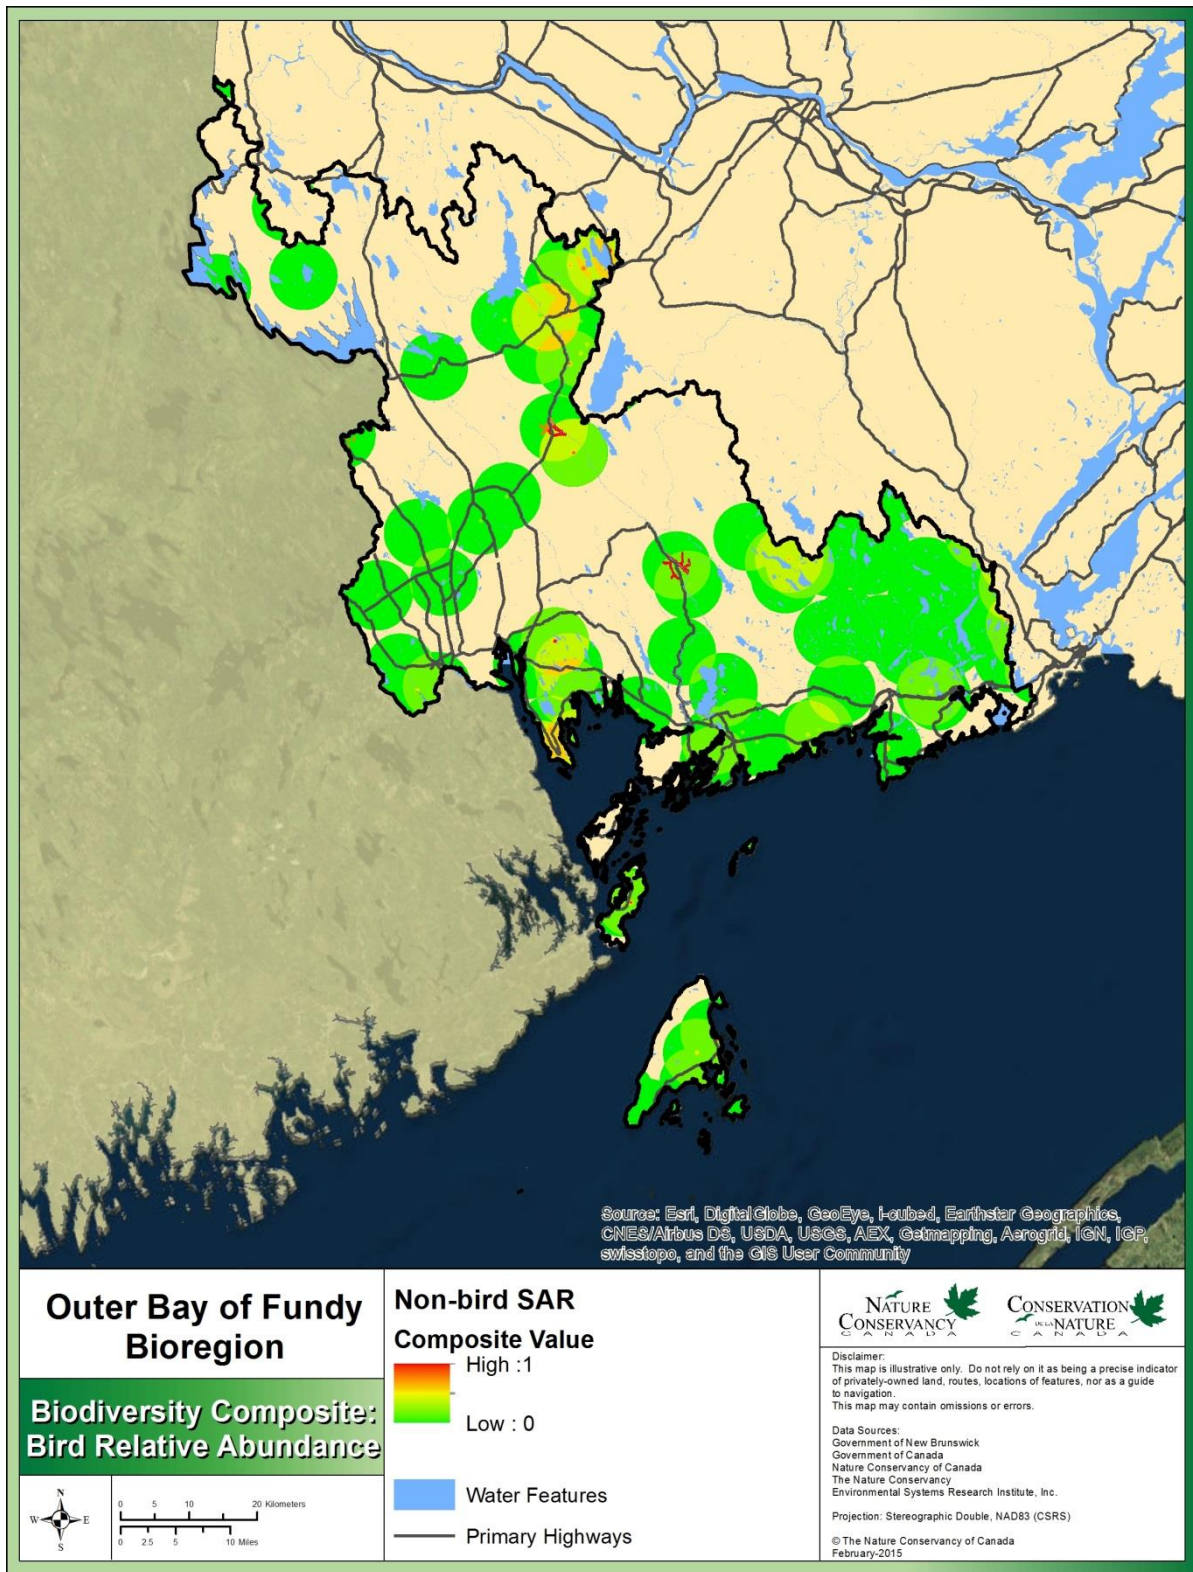 Source: Esri, DigitalGlobe, GeoEye, i-cubed, Earthstar Geographics,
CNES/Airbus DS, USDA, USGS, AEX, Getmapping, Aerogrid, IGN, IGP,
swisstopo, and the GIS User Community
Outer Bay of Fundy
Bioregion
Biodiversity Composite:
Bird Relative Abundance
N
W E
S
0 5 10 20 Kilometers
0 2.5 5 10 Miles
Non-bird SAR
Composite Value
High :1
Low : 0
Water Features
Primary Highways
NATURE
CONSERVANCY
CANADA
CONSERVATION
DE LA NATURE
CANADA
Disclaimer:
This map is illustrative only. Do not rely on it as being a precise indicator
of privately-owned land, routes, locations of features, nor as a guide
to navigation.
This map may contain omissions or errors.
Data Sources:
Government of New Brunswick
Government of Canada
Nature Conservancy of Canada
The Nature Conservancy
Environmental Systems Research Institute, Inc.
Projection: Stereographic Double, NAD83 (CSRS)
© The Nature Conservancy of Canada
February-2015